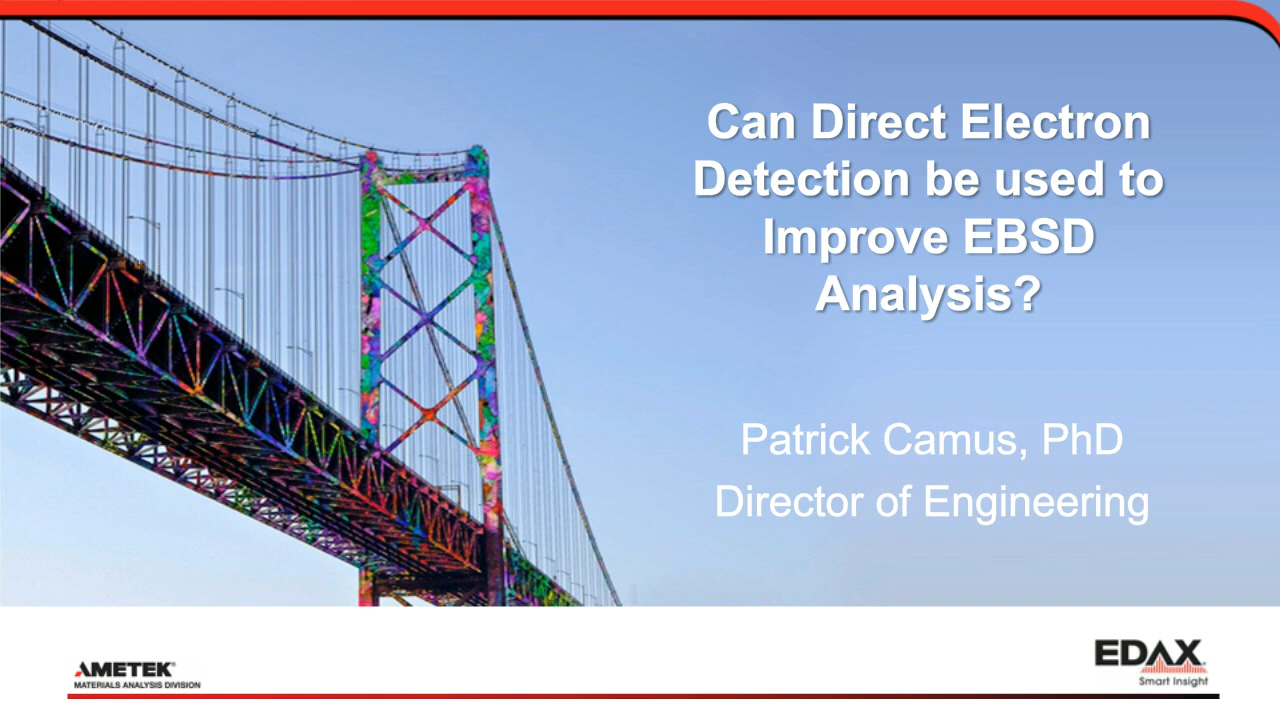 Can Direct Electron
Detection be used to
Improve EBSD
Analysis?
Patrick Camus, PhD
Director of Engineering
AMETEK®
MATERIALS ANALYSIS DIVISION
EDAX®
Smart Insight